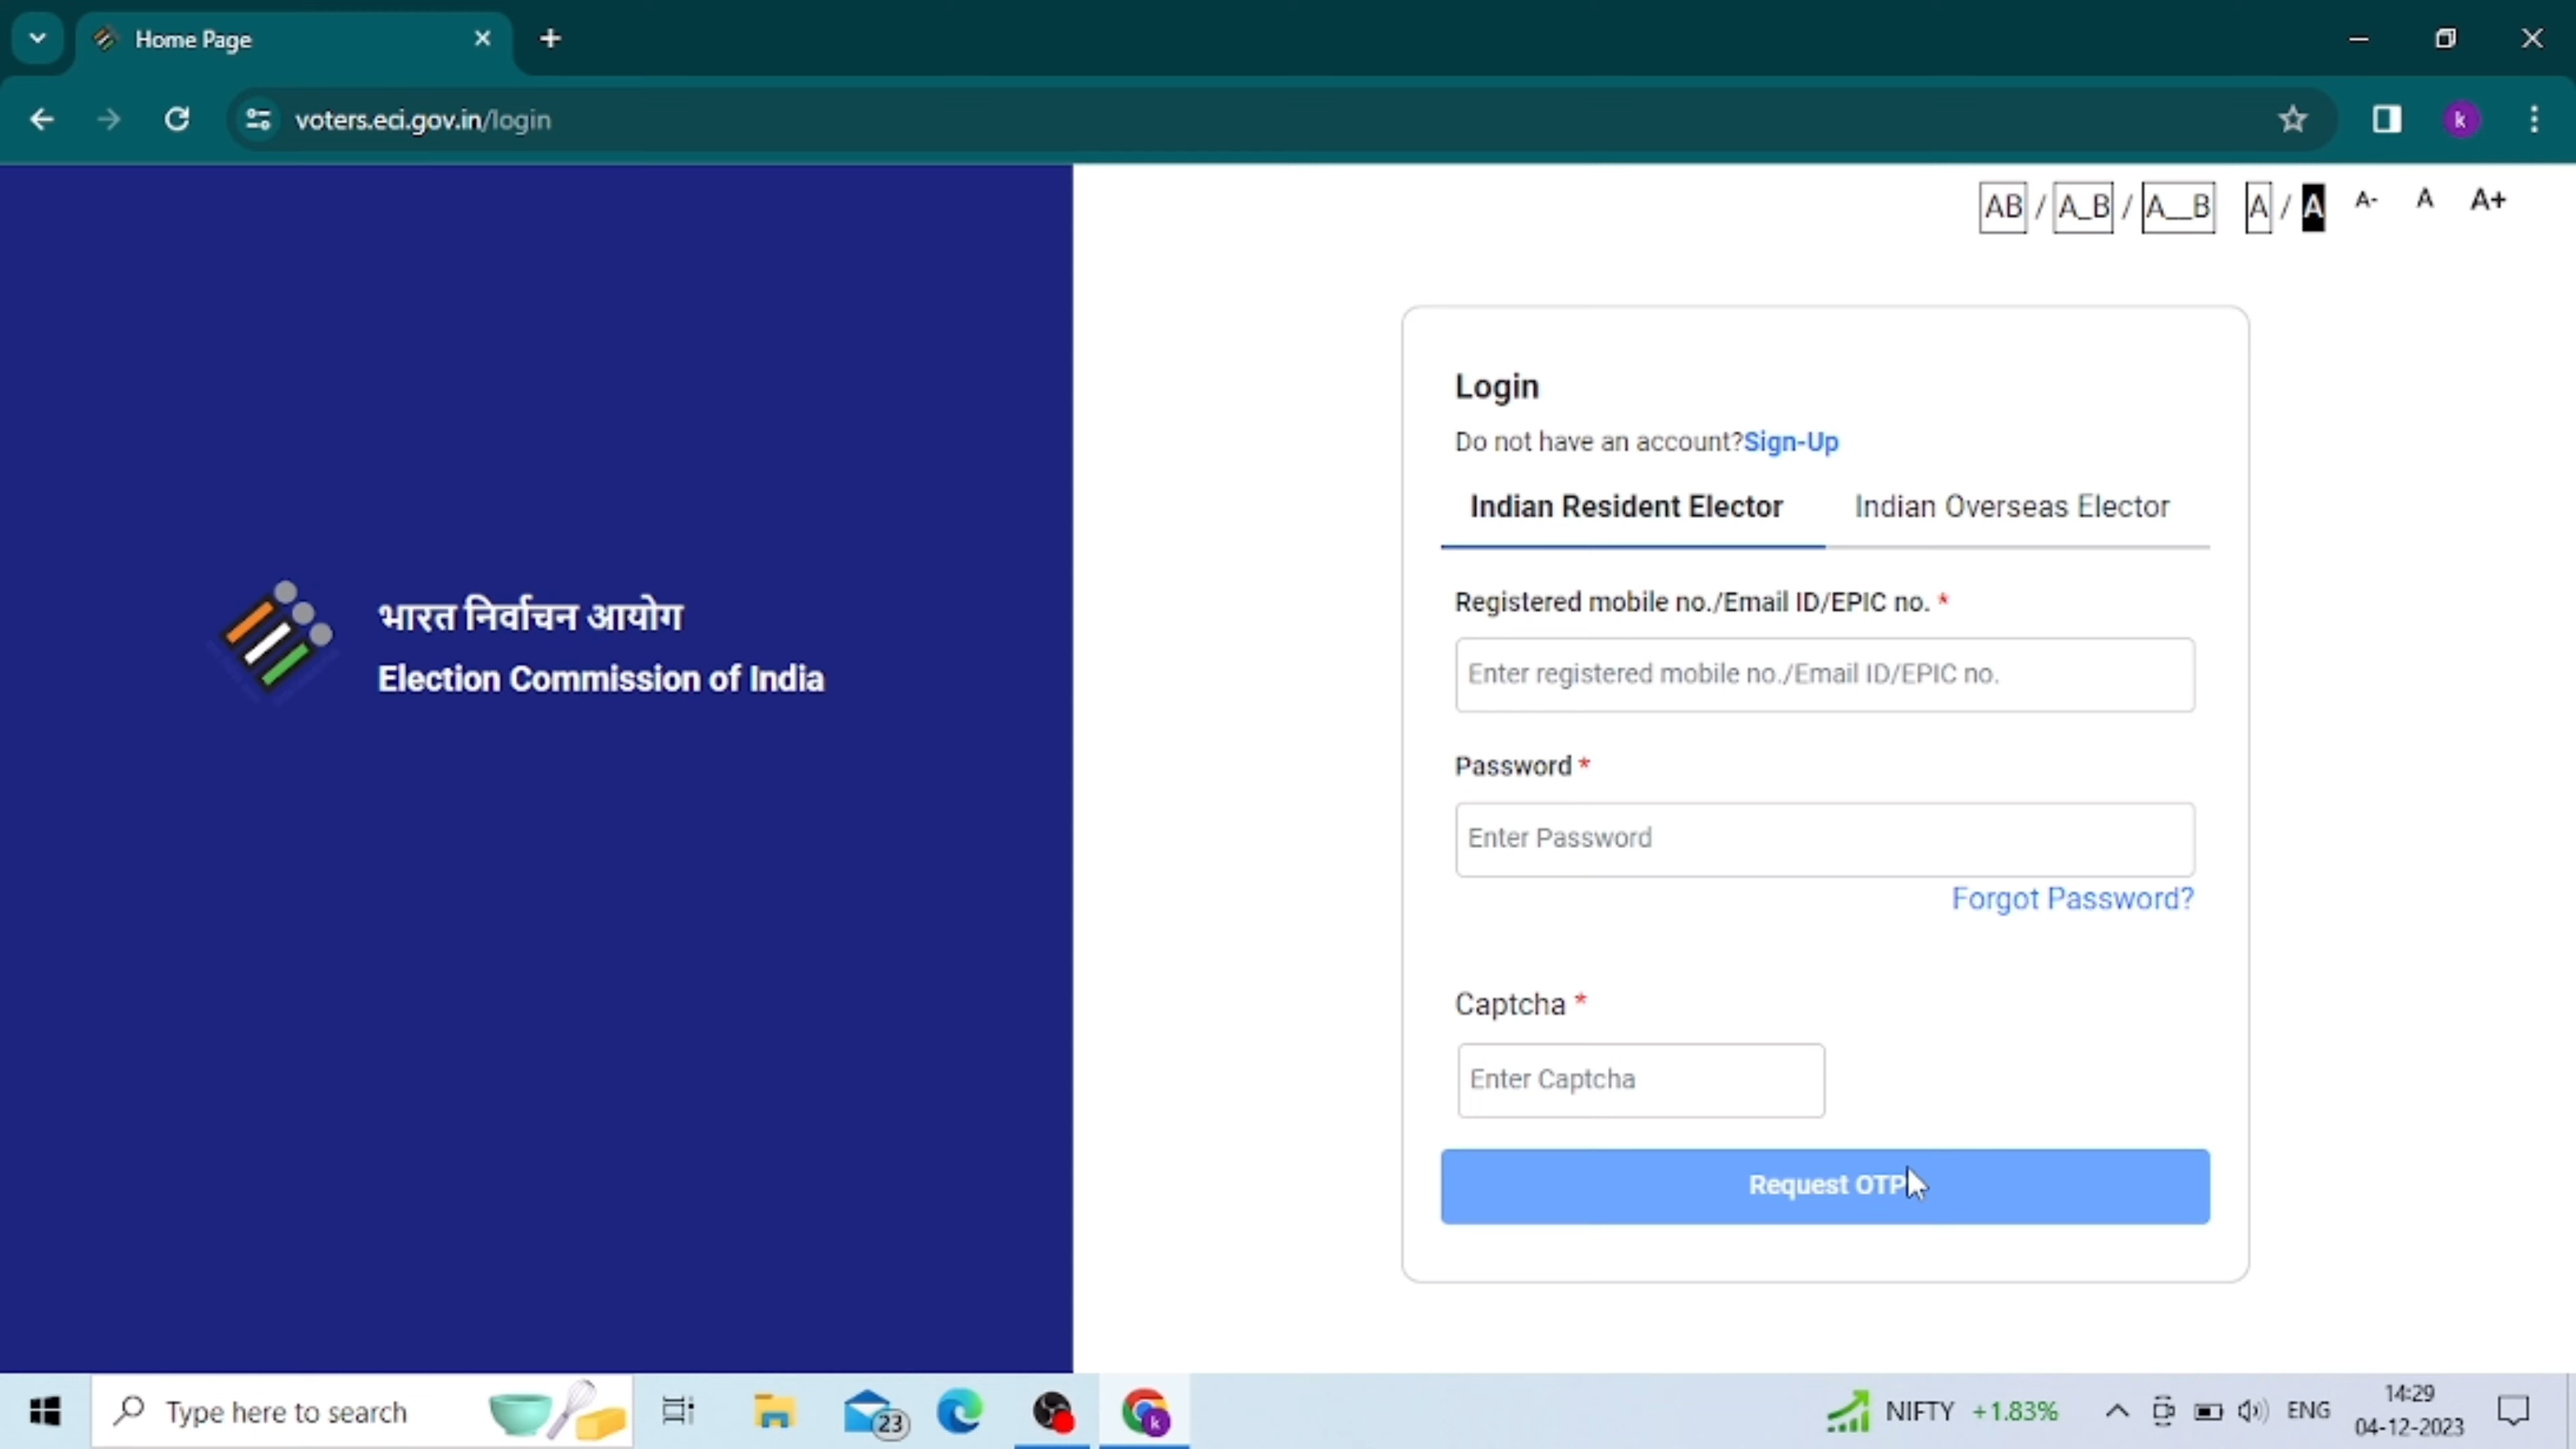 Home Page
voters.eci.gov.in/login
AB / A_B / A__B A / A A- A A+
भारत निर्वाचन आयोग
Election Commission of India
Login
Do not have an account?Sign-Up
Indian Resident Elector Indian Overseas Elector
Registered mobile no./Email ID/EPIC no. *
Enter registered mobile no./Email ID/EPIC no.
Password *
Enter Password
Forgot Password?
Captcha *
Enter Captcha
Request OTP
Type here to search
23
k
NIFTY +1.83%
ENG
14:29
04-12-2023
k